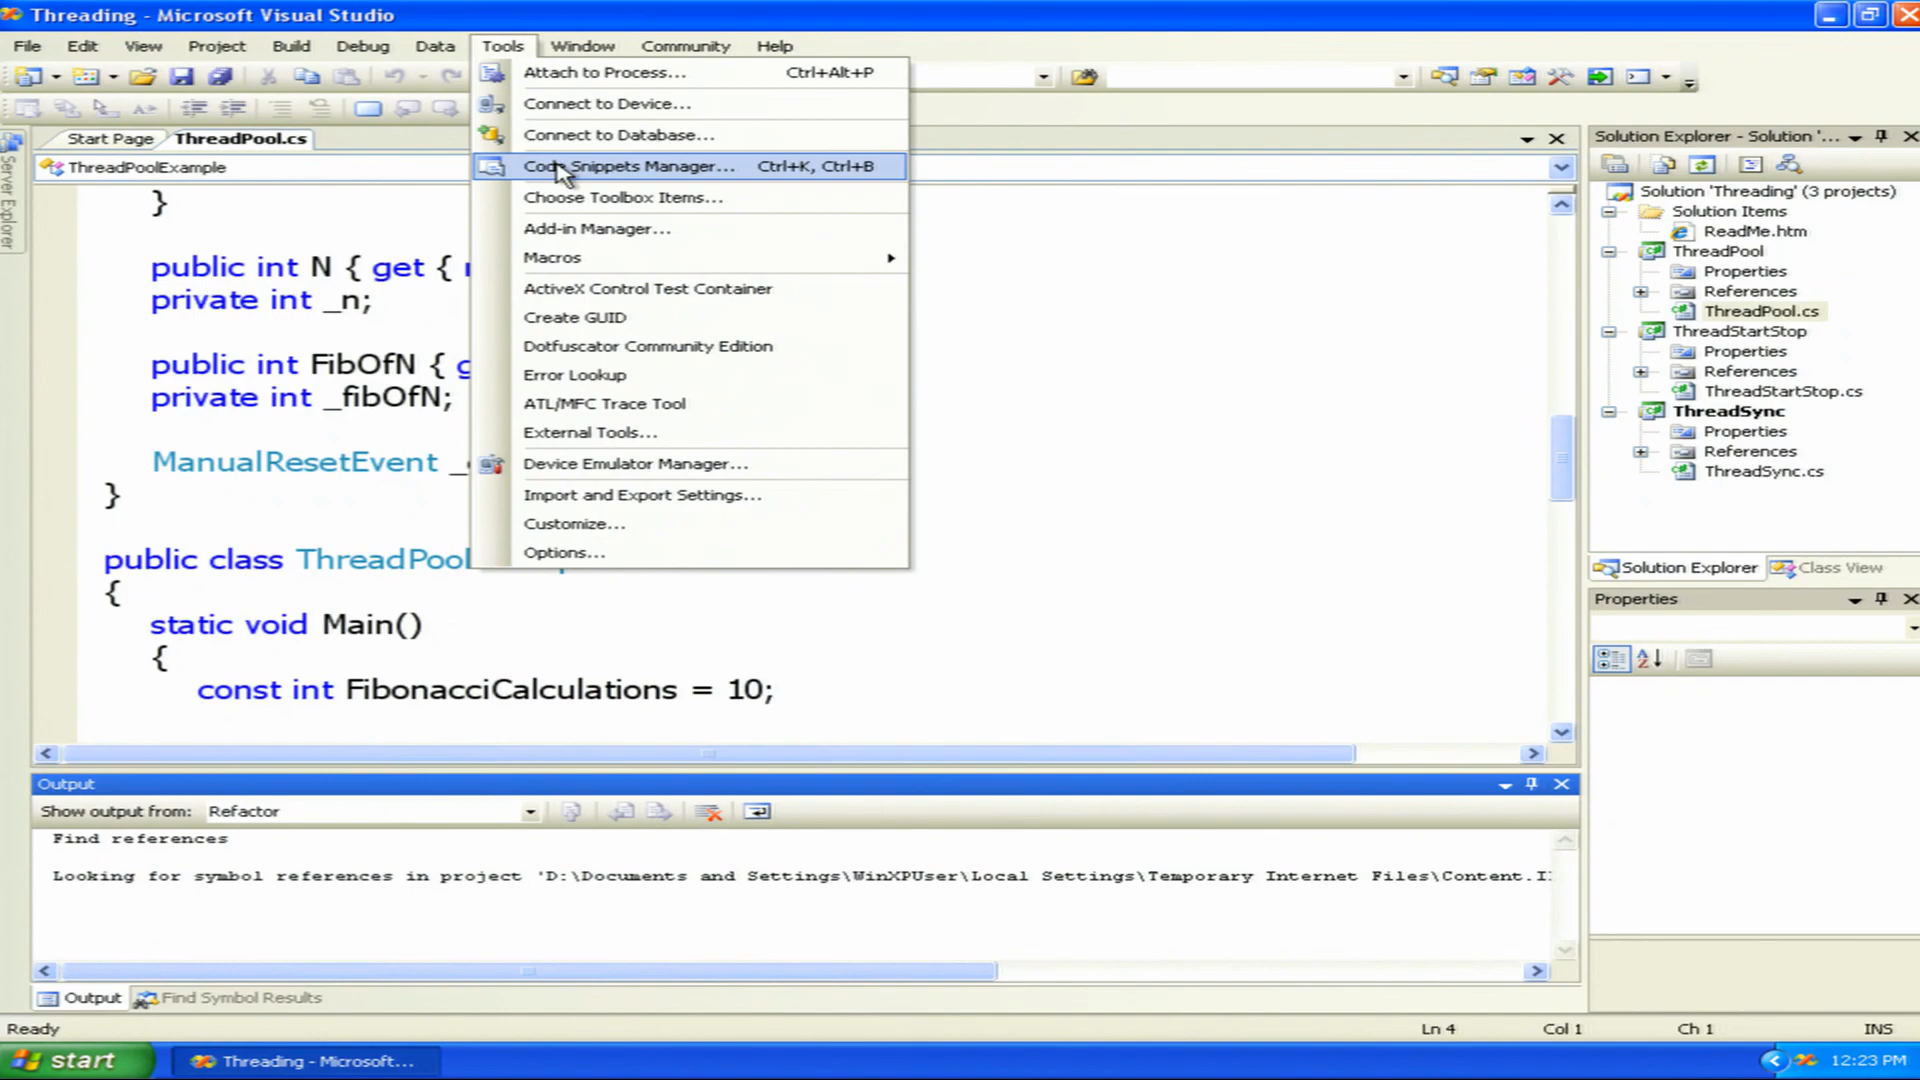 Threading - Microsoft Visual Studio
File Edit View Project Build Debug Data Tools Window Community Help
Attach to Process... Ctrl+Alt+P
Connect to Device...
Connect to Database...
Code Snippets Manager... Ctrl+K, Ctrl+B
Choose Toolbox Items...
Add-in Manager...
Macros
ActiveX Control Test Container
Create GUID
Dotfuscator Community Edition
Error Lookup
ATL/MFC Trace Tool
External Tools...
Device Emulator Manager...
Import and Export Settings...
Customize...
Options...
Server Explorer
Start Page ThreadPool.cs
ThreadPoolExample
}
public int N { get {
private int _n;
public int FibOfN {
private int _fibOfN;
ManualResetEvent
}
public class ThreadPool
{
static void Main()
{
const int FibonacciCalculations = 10;
Solution Explorer - Solution '...
Solution 'Threading' (3 projects)
Solution Items
ReadMe.htm
ThreadPool
Properties
References
ThreadPool.cs
ThreadStartStop
Properties
References
ThreadStartStop.cs
ThreadSync
Properties
References
ThreadSync.cs
Solution Explorer Class View
Properties
Output
Show output from: Refactor
Find references
Looking for symbol references in project 'D:\Documents and Settings\WinXPUser\Local Settings\Temporary Internet Files\Content.I
Output Find Symbol Results
Ready Ln 4 Col 1 Ch 1 INS
start Threading - Microsoft... 12:23 PM